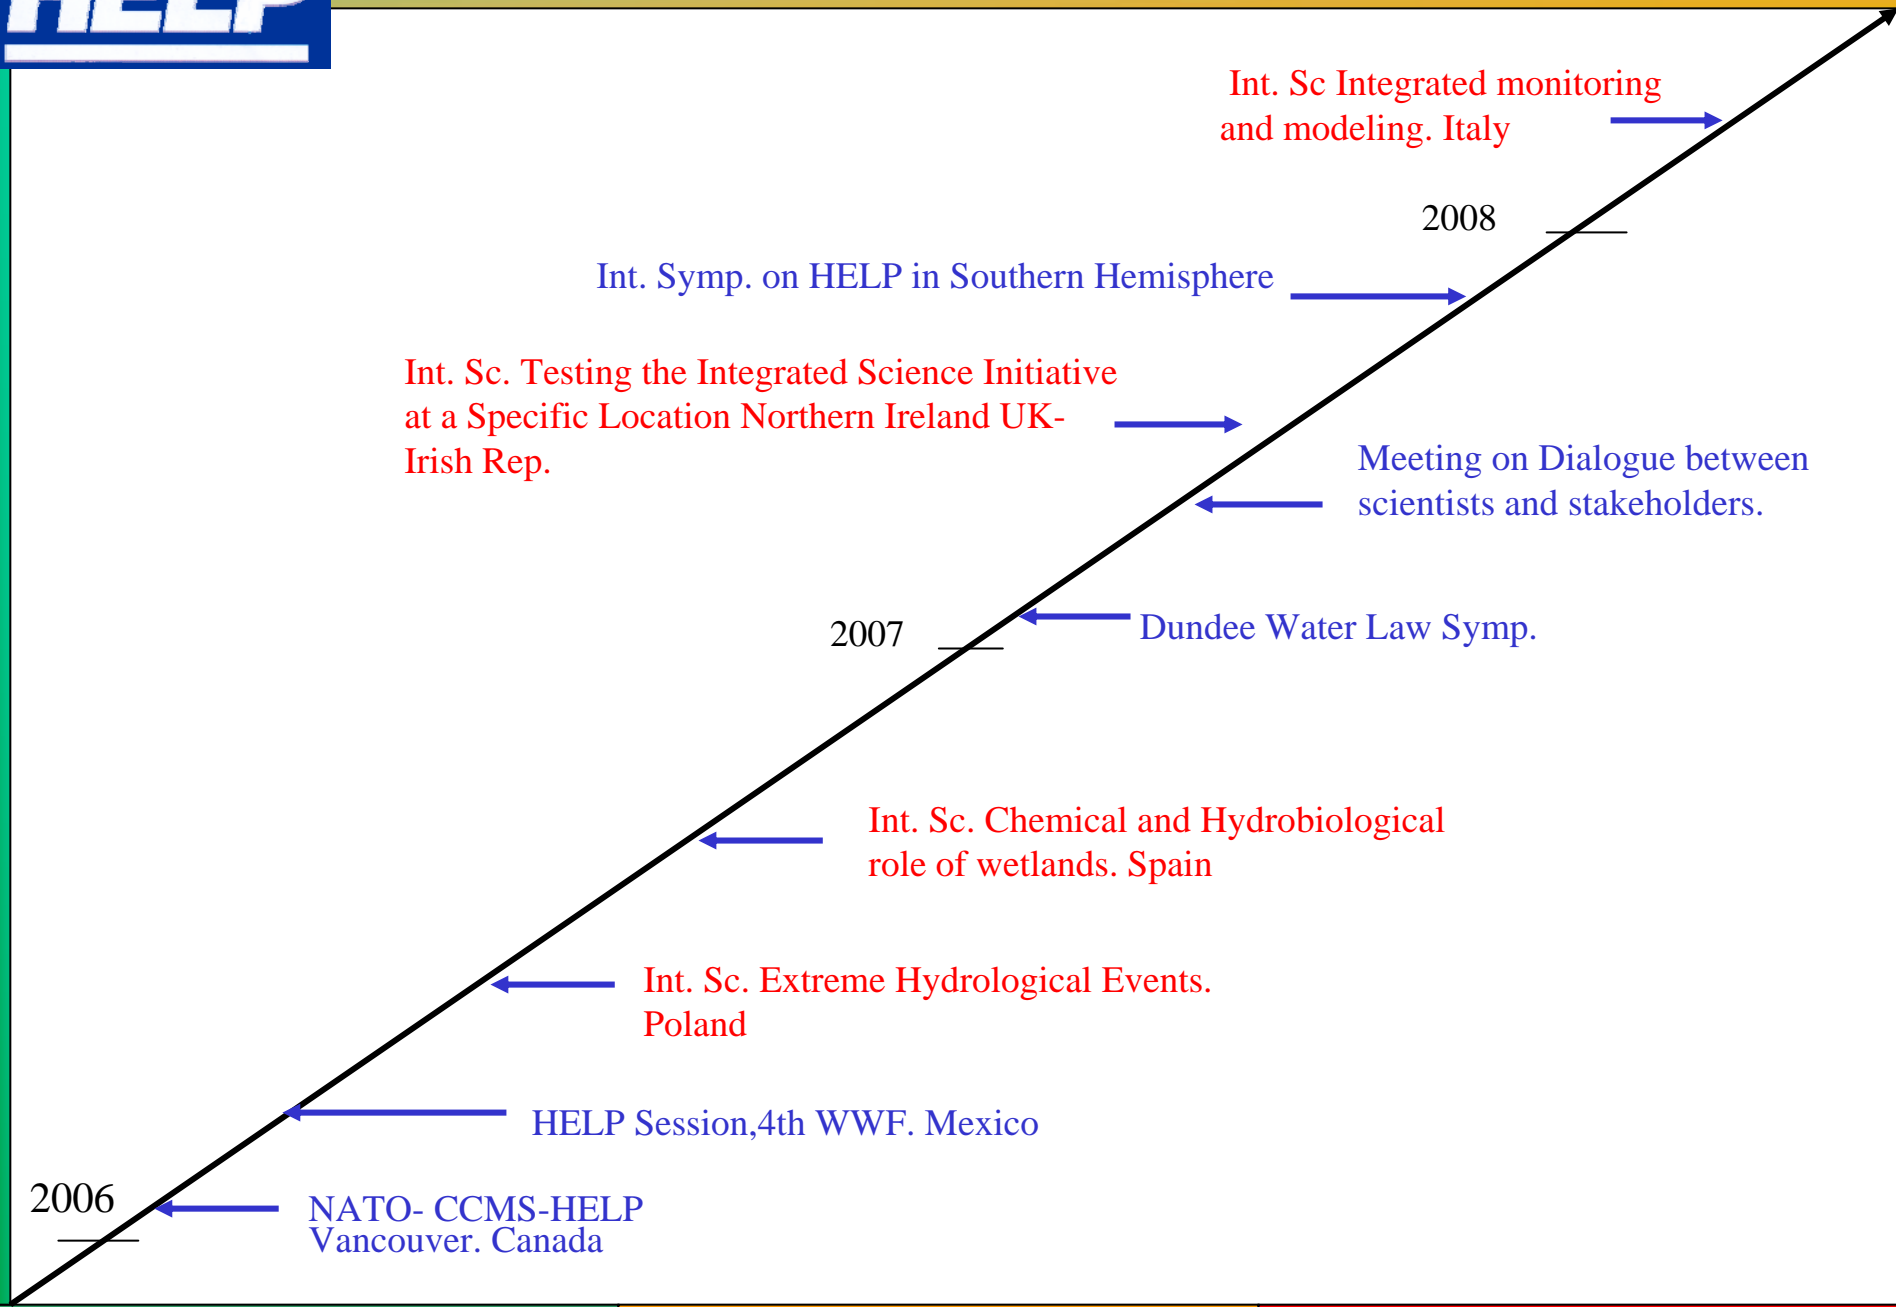 HELP
Int. Sc Integrated monitoring
and modeling. Italy
2008
Int. Symp. on HELP in Southern Hemisphere
Int. Sc. Testing the Integrated Science Initiative
at a Specific Location Northern Ireland UK-
Irish Rep.
Meeting on Dialogue between
scientists and stakeholders.
2007
Dundee Water Law Symp.
Int. Sc. Chemical and Hydrobiological
role of wetlands. Spain
Int. Sc. Extreme Hydrological Events.
Poland
HELP Session,4th WWF. Mexico
2006
NATO- CCMS-HELP
Vancouver. Canada